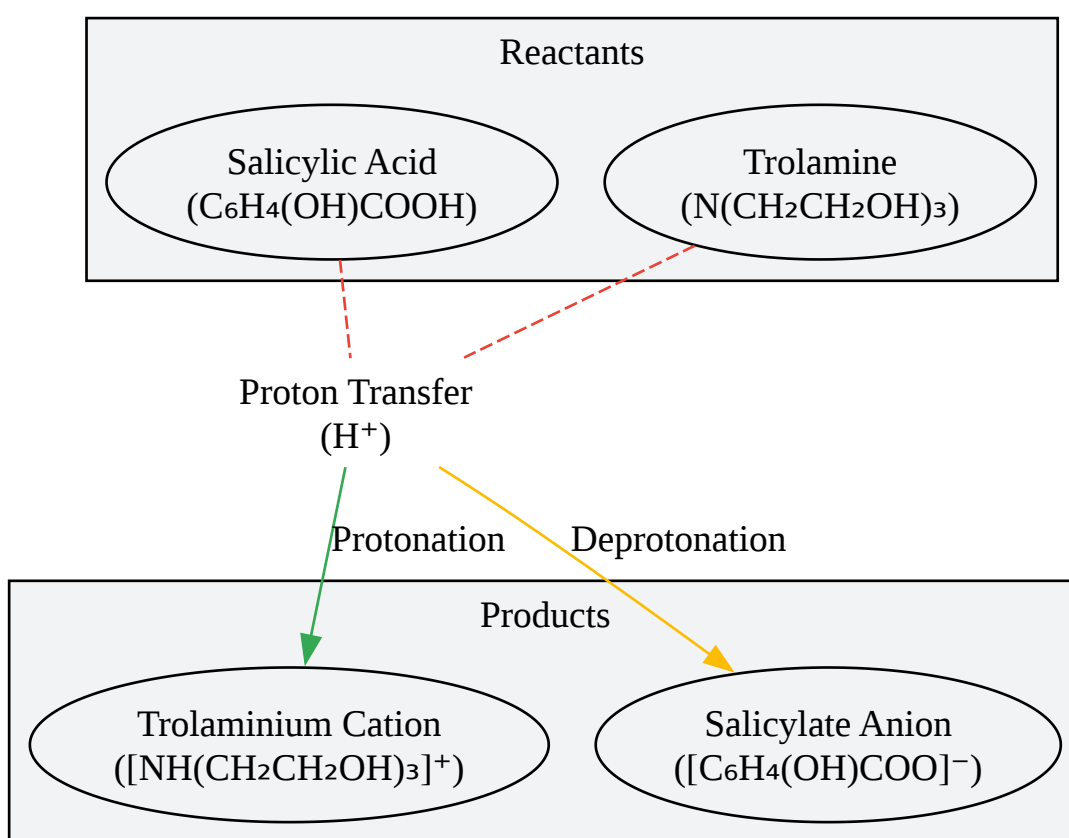 Reactants
Salicylic Acid
(C₆H₄(OH)COOH)
Trolamine
(N(CH₂CH₂OH)₃)
Proton Transfer
(H⁺)
Protonation
Deprotonation
Products
Trolaminium Cation
([NH(CH₂CH₂OH)₃]⁺)
Salicylate Anion
([C₆H₄(OH)COO]⁻)